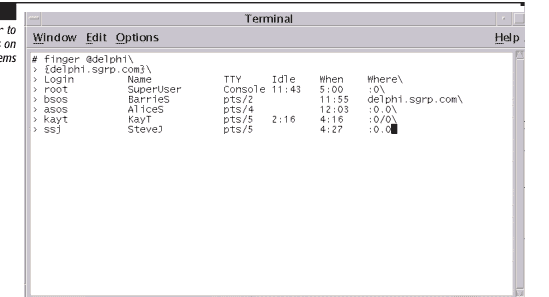 r to
s on
ems
Terminal
Window Edit Options Help
# finger @delphi\
> {delphi.sgrp.com}\
> Login Name TTY Idle When Where\
> root SuperUser Console 11:43 5:00 :0\
> bsos BarrieS pts/2 11:55 delphi.sgrp.com\
> asos AliceS pts/4 12:03 :0.0\
> kayt KayT pts/5 2:16 4:16 :0/0\
> ssj SteveJ pts/5 4:27 :0.0